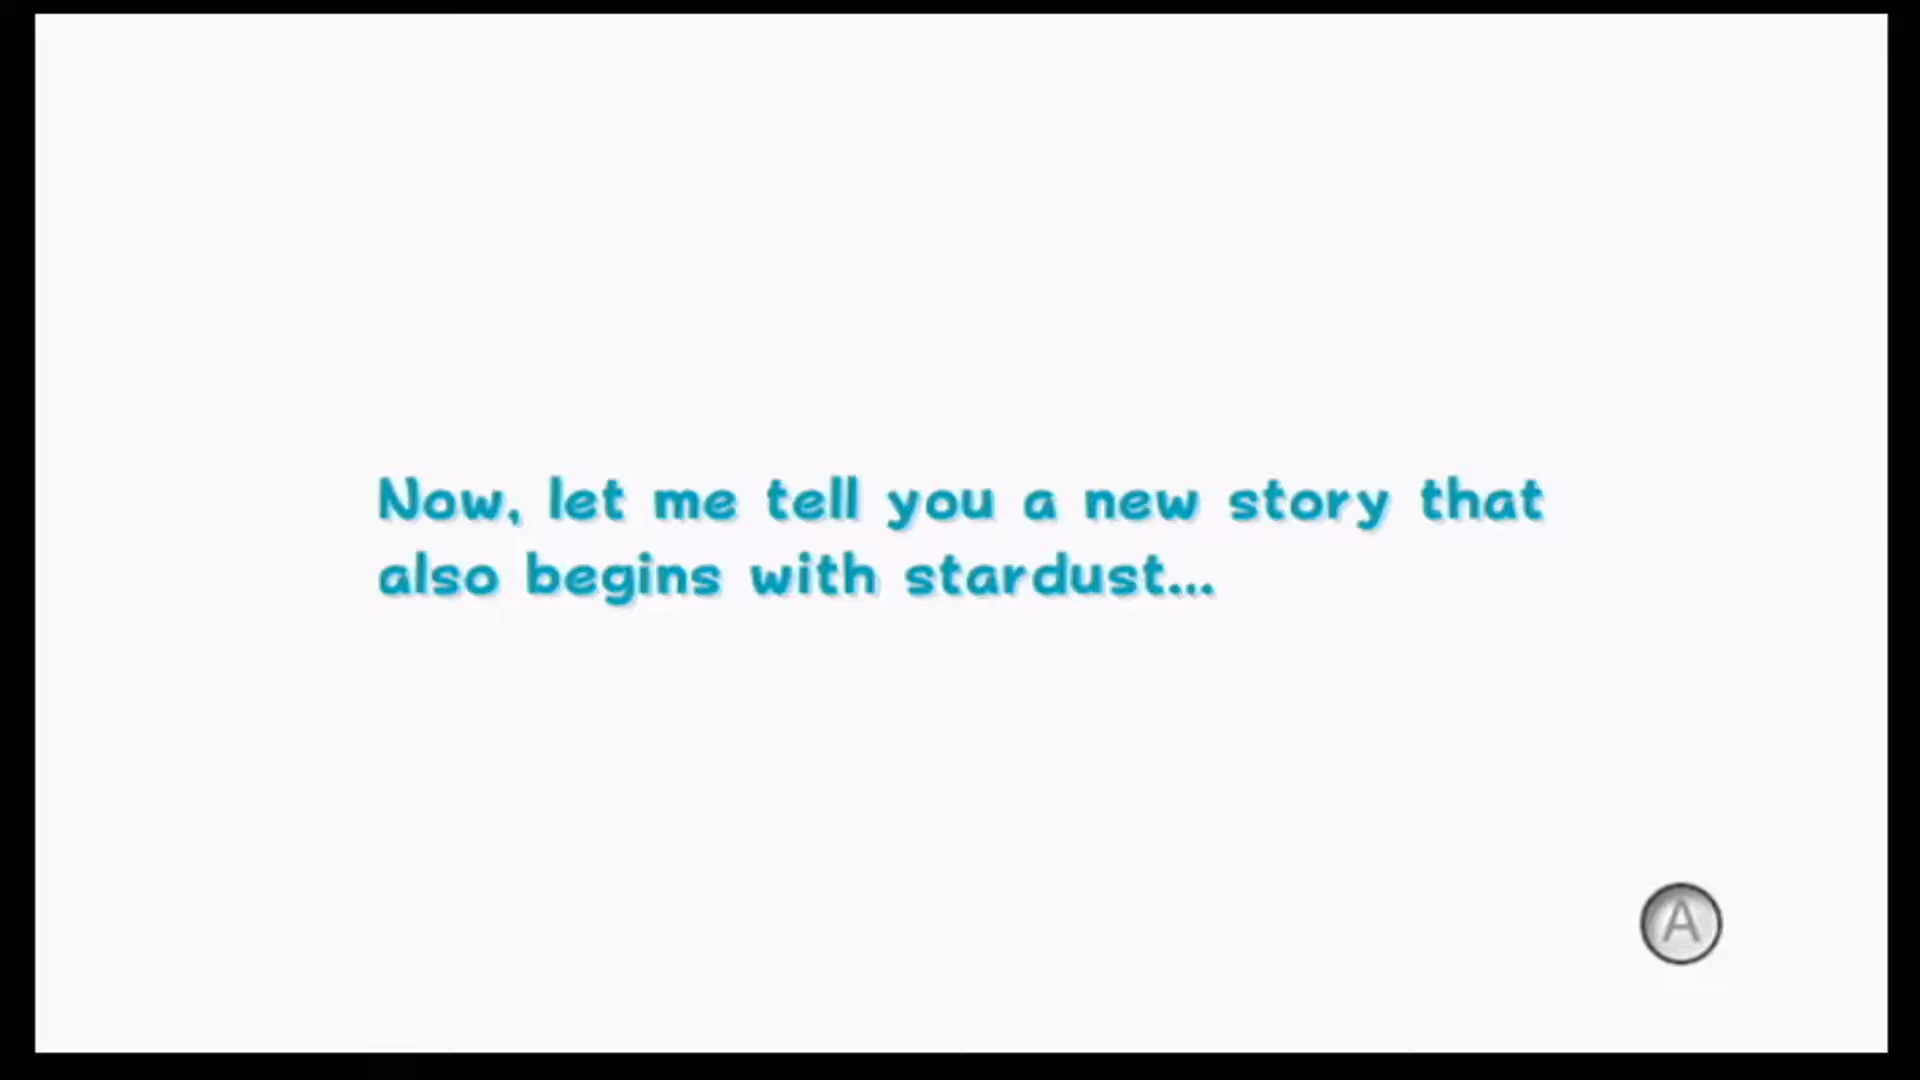 Now, let me tell you a new story that
also begins with stardust...
A